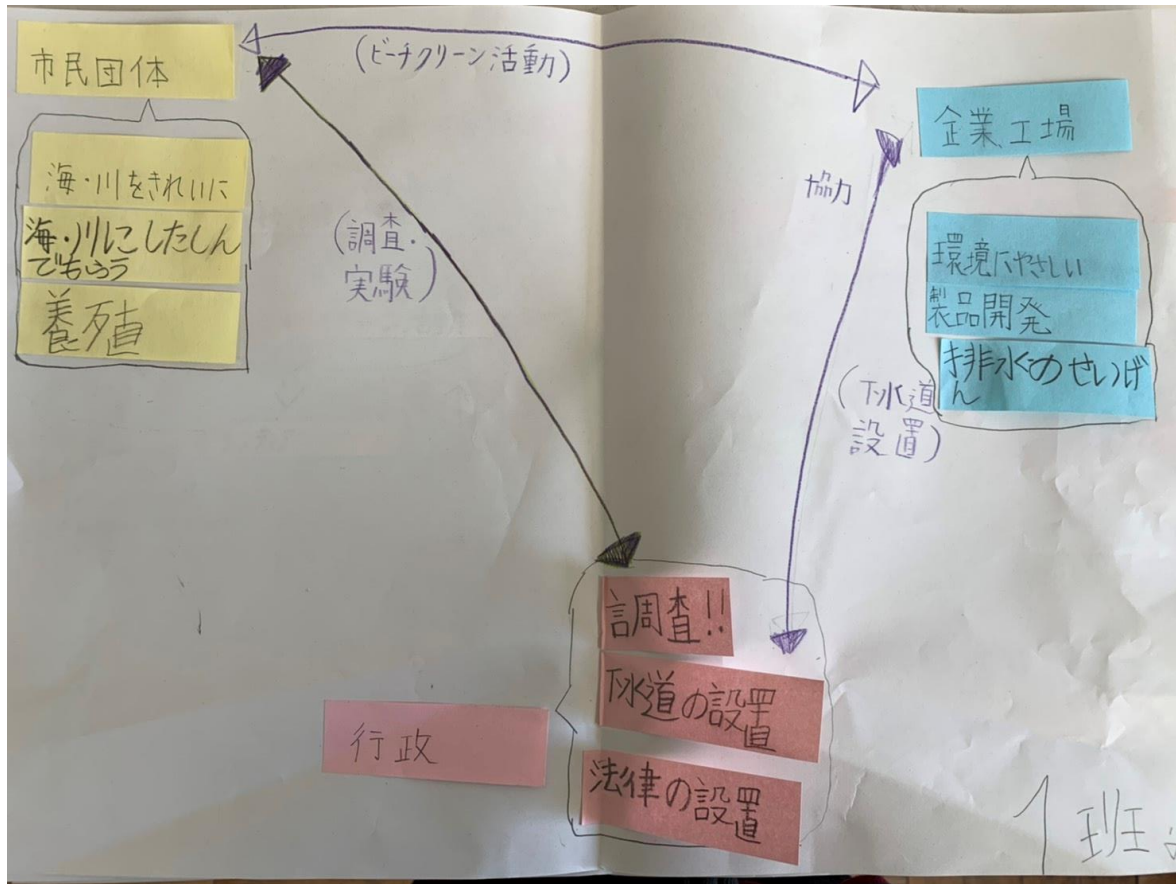 市民団体
海・川をきれいに
海・川にしたしん
でもらう
養殖
(ビーチクリーン活動)
(調査・
実験)
企業工場
環境にやさしい
製品開発
排水のせいげ
ん
協力
(下水道
設置)
調査!!
下水道の設置
法律の設置
行政
1班